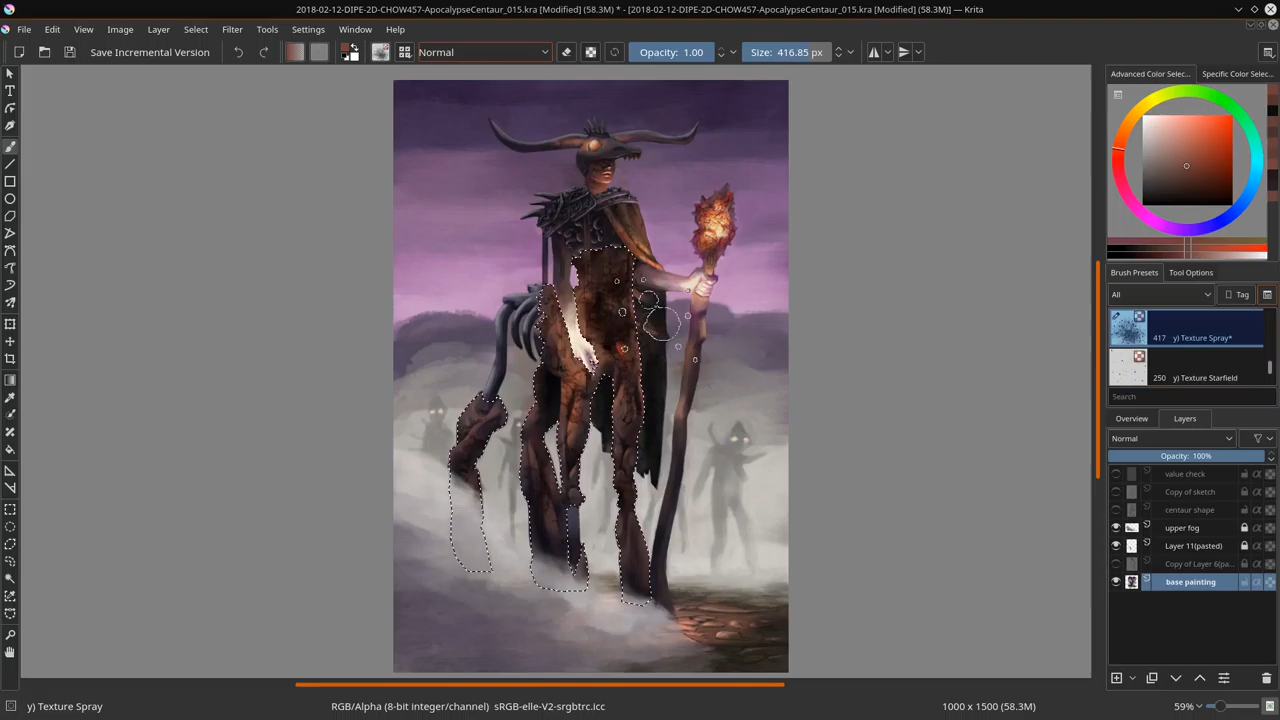 2018-02-12-DIPE-2D-CHOW457-ApocalypseCentaur_015.kra [Modified] (58.3M) * - [2018-02-12-DIPE-2D-CHOW457-ApocalypseCentaur_015.kra [Modified] (58.3M)] — Krita
File Edit View Image Layer Select Filter Tools Settings Window Help
Save Incremental Version Normal Opacity: 1.00 Size: 416.85 px
Advanced Color Selec... Specific Color Selec...
Brush Presets Tool Options
All Tag
417 y) Texture Spray*
250 y) Texture Starfield
Search
Overview Layers
Normal
Opacity: 100%
value check
Copy of sketch
centaur shape
upper fog
Layer 11(pasted)
Copy of Layer 6(pa...
base painting
y) Texture Spray RGB/Alpha (8-bit integer/channel) sRGB-elle-V2-srgbtrc.icc 1000 x 1500 (58.3M) 59%